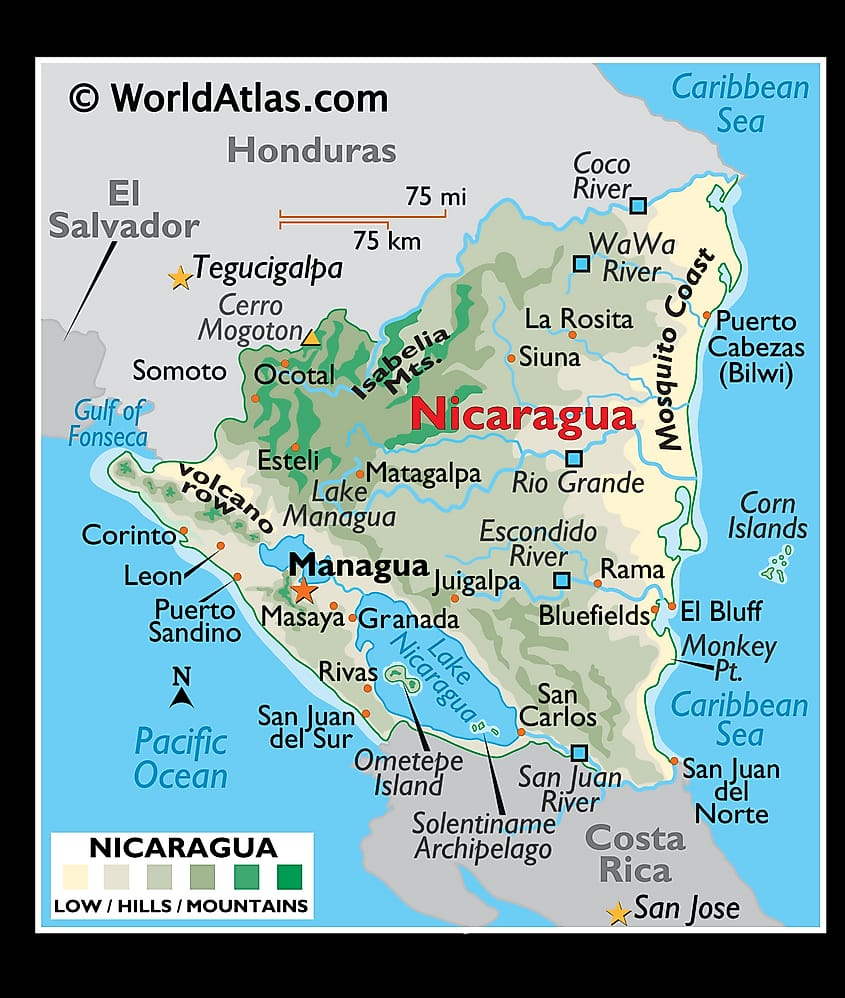 © WorldAtlas.com
Caribbean
Sea
Honduras
Coco
River
El
Salvador
75 mi
75 km
WaWa
River
Tegucigalpa
Cerro
Mogoton
La Rosita
Puerto
Cabezas
(Bilwi)
Mosquito Coast
Isabelia
Mts.
Siuna
Somoto
Ocotal
Nicaragua
Gulf of
Fonseca
Esteli
Matagalpa
Rio Grande
volcano
row
Lake
Managua
Corn
Islands
Corinto
Escondido
River
Managua
Leon
Juigalpa
Rama
Puerto
Sandino
Masaya
Granada
Bluefields
El Bluff
Monkey
Pt.
Lake
Nicaragua
N
Rivas
San
Carlos
San Juan
del Sur
Caribbean
Sea
Pacific
Ocean
Ometepe
Island
San Juan
River
San Juan
del
Norte
Solentiname
Archipelago
Costa
Rica
NICARAGUA
LOW / HILLS / MOUNTAINS
San Jose